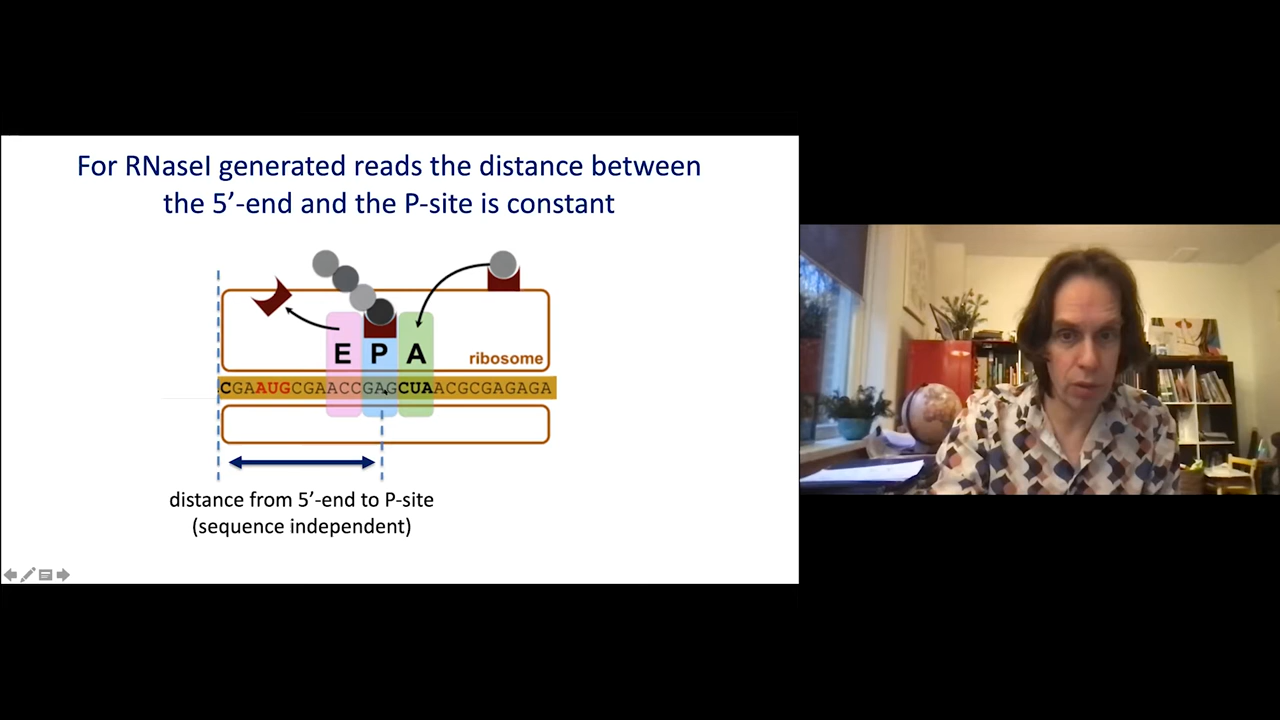 For RNaseI generated reads the distance between
the 5’-end and the P-site is constant
E P A
ribosome
CGAAUGCGAACCGAGCUAACGCGAGAGA
distance from 5’-end to P-site
(sequence independent)